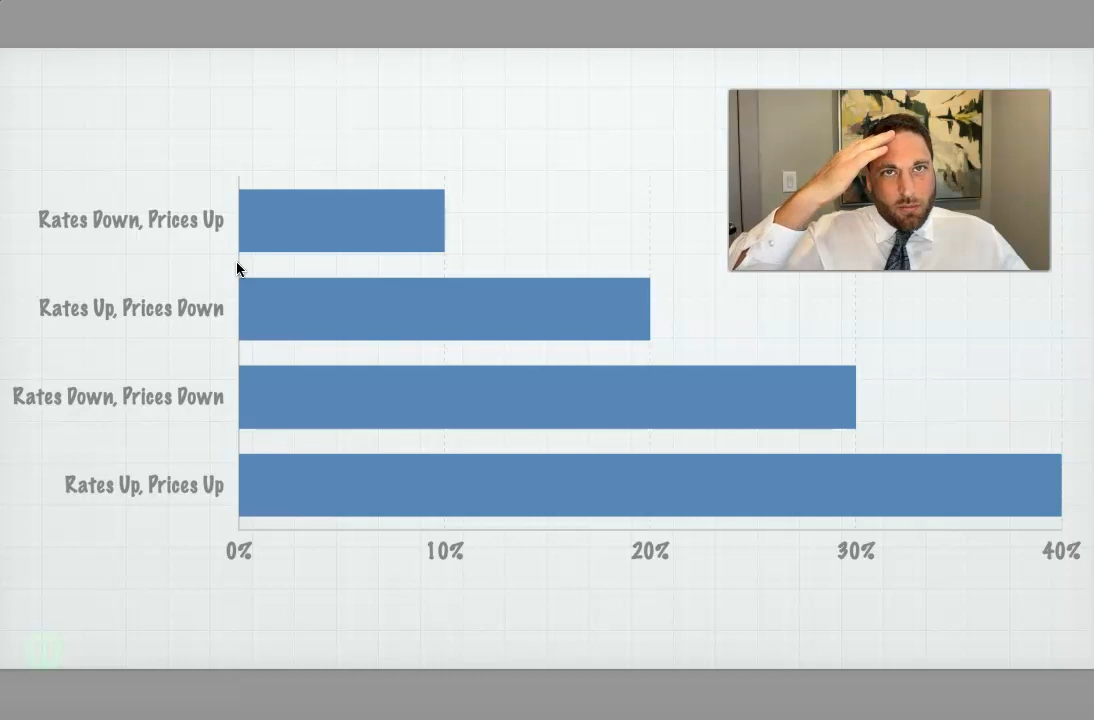 Rates Down, Prices Up
Rates Up, Prices Down
Rates Down, Prices Down
Rates Up, Prices Up
0% 10% 20% 30% 40%